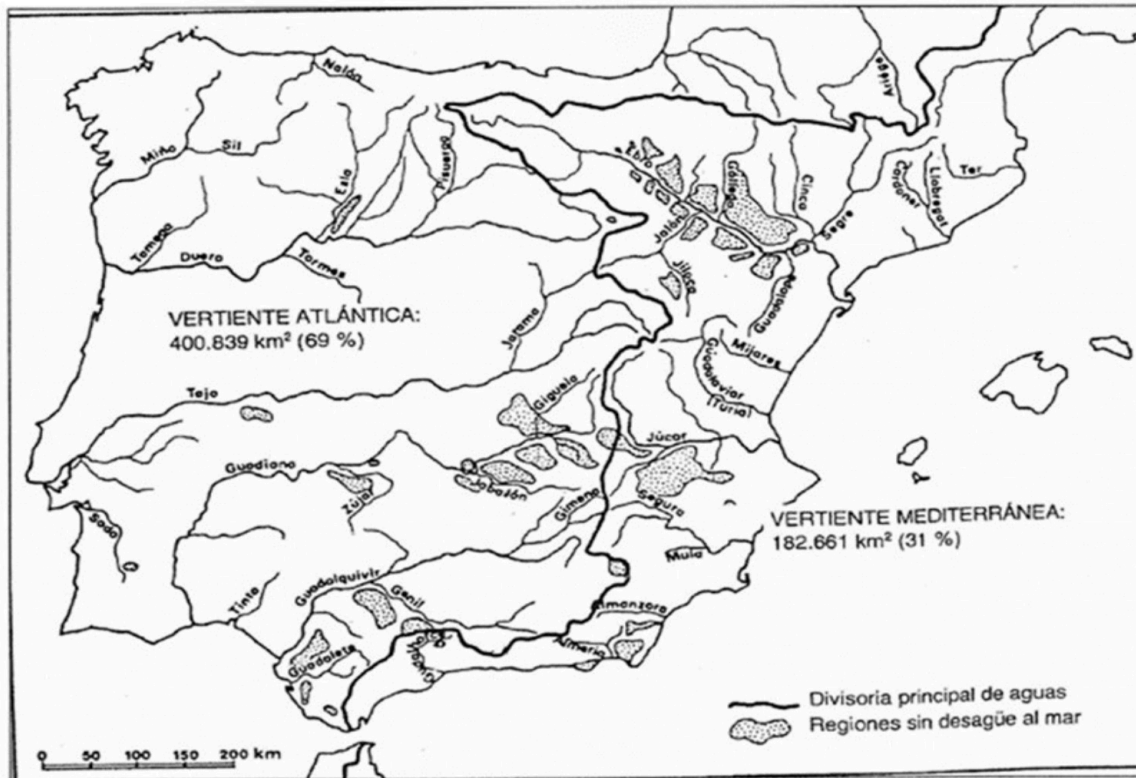 Nalón
Ariège
Miño
Sil
Esla
Pisuerga
Ebro
Gállego
Cinca
Segre
Cardoner
Llobregat
Ter
Tamega
Duero
Tormes
Jalón
Jiloca
Guadalope
VERTIENTE ATLÁNTICA:
400.839 km² (69 %)
Jarama
Mijares
Guadalaviar
(Turia)
Tajo
Giguela
Júcar
Guadiana
Zújar
Jabalón
Gimena
Segura
VERTIENTE MEDITERRÁNEA:
182.661 km² (31 %)
Sado
Mula
Tinto
Guadalquivir
Genil
Almanzora
Guadalete
Almería
Divisoria principal de aguas
Regiones sin desagüe al mar
0 50 100 150 200 km